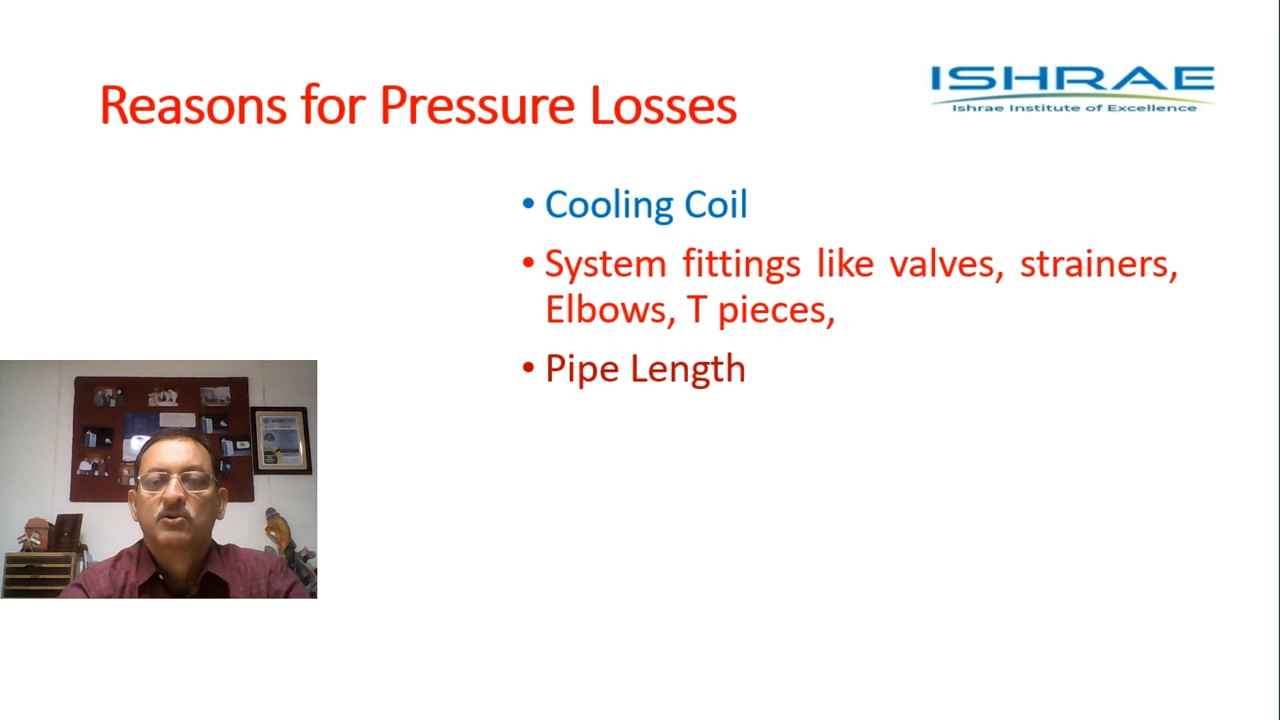 Reasons for Pressure Losses
ISHRAE
Ishrae Institute of Excellence
• Cooling Coil
• System fittings like valves, strainers,
Elbows, T pieces,
• Pipe Length